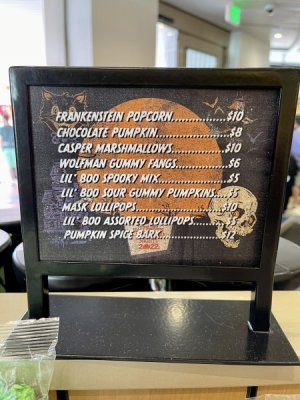 FRANKENSTEIN POPCORN..............$10
CHOCOLATE PUMPKIN..................$8
CASPER MARSHMALLOWS..............$10
WOLFMAN GUMMY FANGS.............$6
LIL' BOO SPOOKY MIX..................$5
LIL' BOO SOUR GUMMY PUMPKINS...$5
MASK LOLLIPOPS......................$10
LIL' BOO ASSORTED LOLLIPOPS.......$5
PUMPKIN SPICE BARK.................$12
2022